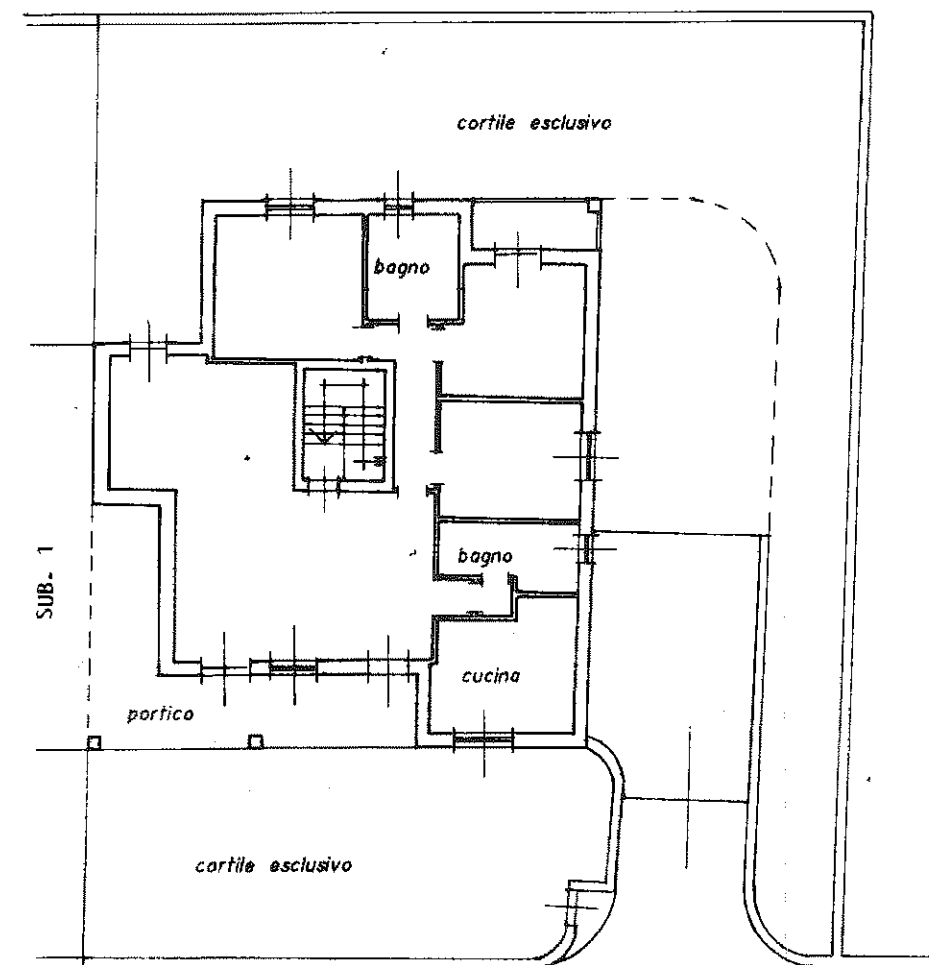 cortile esclusivo
bagno
bagno
SUB. 1
cucina
portico
cortile esclusivo